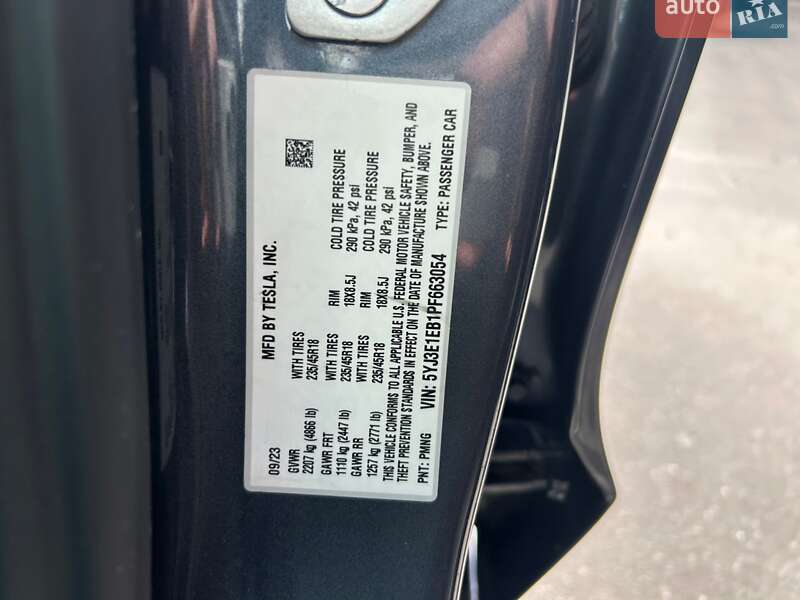 MFD BY TESLA, INC.
09/23
GVWR WITH TIRES RIM COLD TIRE PRESSURE
2207 kg (4866 lb) 235/45R18 18X8.5J 290 kPa, 42 psi
GAWR FRT WITH TIRES RIM COLD TIRE PRESSURE
1110 kg (2447 lb) 235/45R18 18X8.5J 290 kPa, 42 psi
GAWR RR WITH TIRES
1257 kg (2771 lb) 235/45R18
THIS VEHICLE CONFORMS TO ALL APPLICABLE U.S. FEDERAL MOTOR VEHICLE SAFETY, BUMPER, AND
THEFT PREVENTION STANDARDS IN EFFECT ON THE DATE OF MANUFACTURE SHOWN ABOVE.
PNT: PMNG VIN: 5YJ3E1EB1PF663054 TYPE: PASSENGER CAR
auto RIA .com